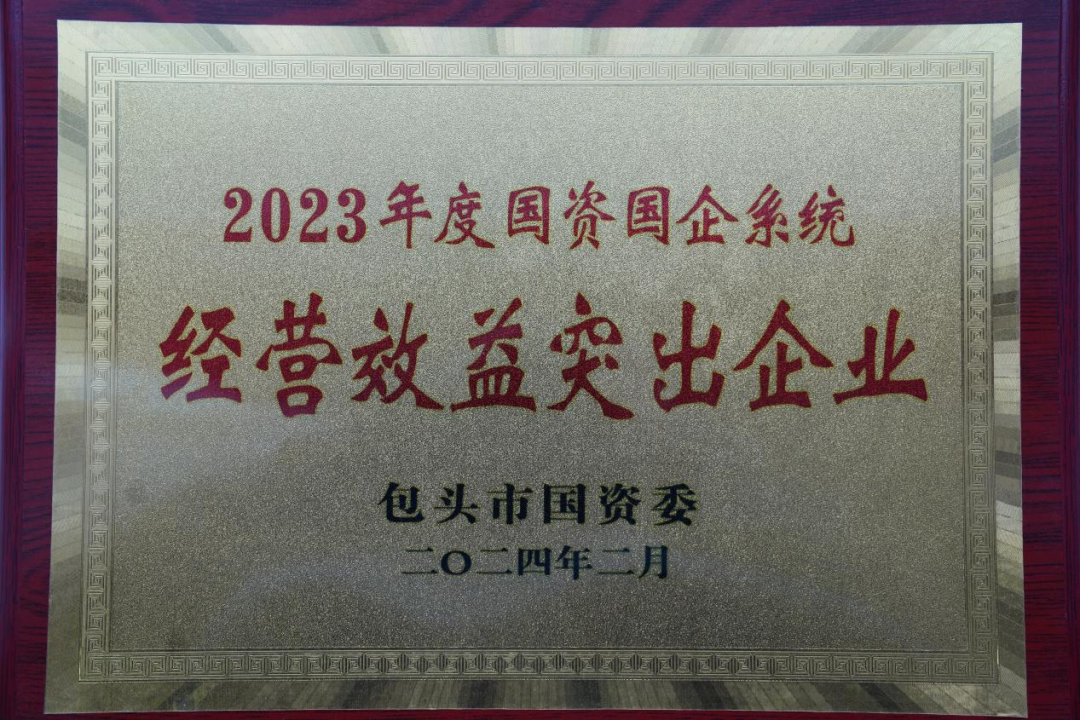 2023年度国资国企系统
经营效益突出企业
包头市国资委
二〇二四年二月